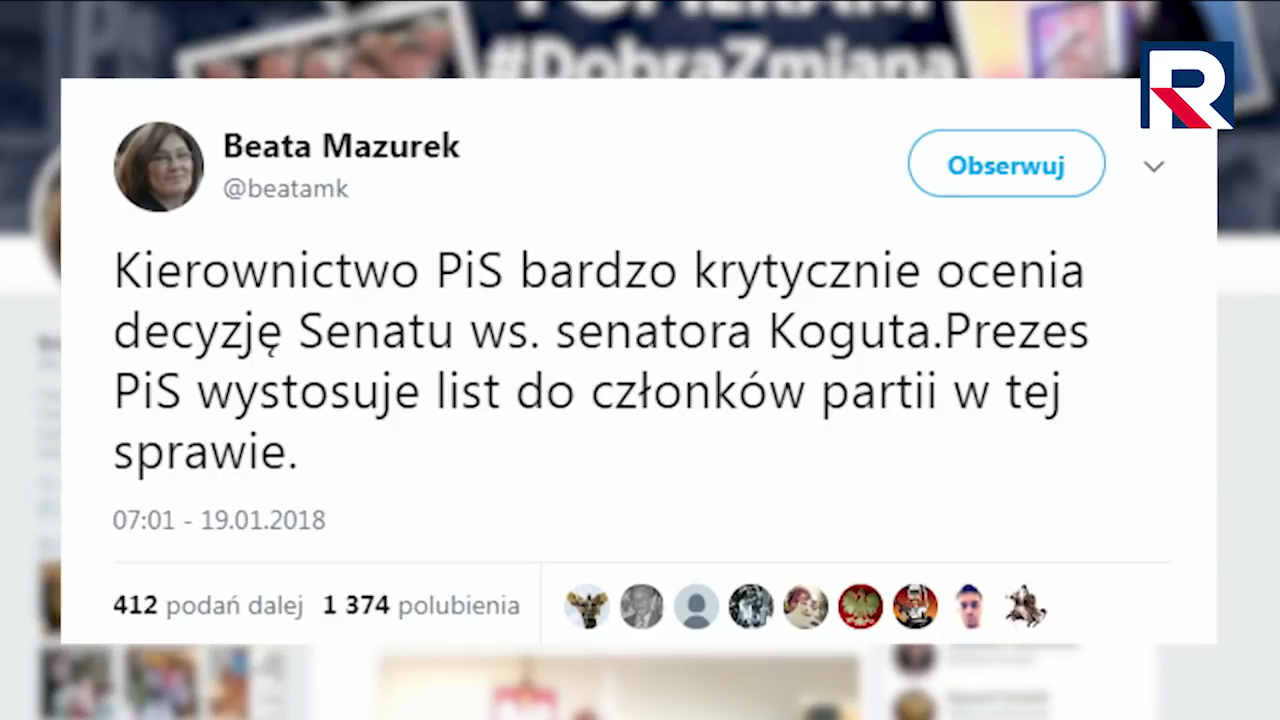 #DobraZmiana
R
Beata Mazurek
@beatamk
Obserwuj
Kierownictwo PiS bardzo krytycznie ocenia
decyzję Senatu ws. senatora Koguta.Prezes
PiS wystosuje list do członków partii w tej
sprawie.
07:01 - 19.01.2018
412 podań dalej 1 374 polubienia